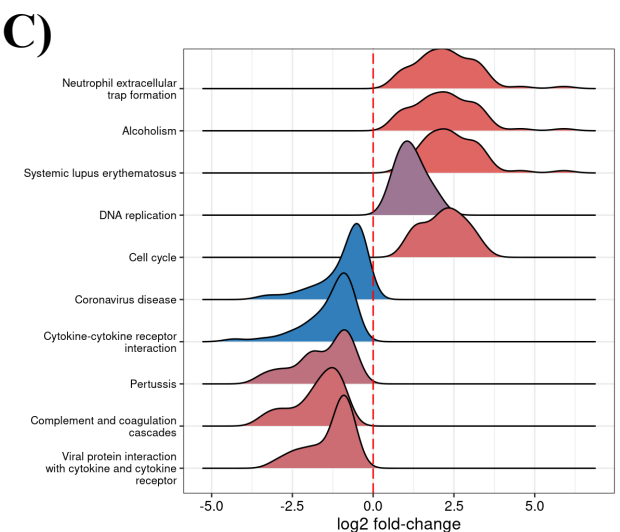 C)
Neutrophil extracellular
trap formation
Alcoholism
Systemic lupus erythematosus
DNA replication
Cell cycle
Coronavirus disease
Cytokine-cytokine receptor
interaction
Pertussis
Complement and coagulation
cascades
Viral protein interaction
with cytokine and cytokine
receptor
-5.0 -2.5 0.0 2.5 5.0
log2 fold-change